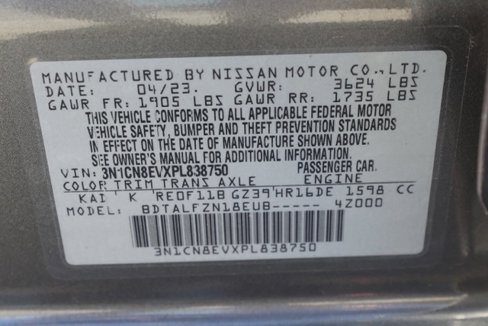 MANUFACTURED BY NISSAN MOTOR CO., LTD.
DATE: 04/23. GVWR: 3624 LBS
GAWR FR: 1905 LBS GAWR RR: 1735 LBS
THIS VEHICLE CONFORMS TO ALL APPLICABLE FEDERAL MOTOR
VEHICLE SAFETY, BUMPER AND THEFT PREVENTION STANDARDS
IN EFFECT ON THE DATE OF MANUFACTURE SHOWN ABOVE.
SEE OWNER'S MANUAL FOR ADDITIONAL INFORMATION.
VIN: 3N1CN8EVXPL838750 PASSENGER CAR.
COLOR TRIM TRANS AXLE ENGINE
KAI K RE0F11B GZ39 HR16DE 1598 CC
MODEL: BDTALFZN18EUB-- 4Z000
3N1CN8EVXPL838750